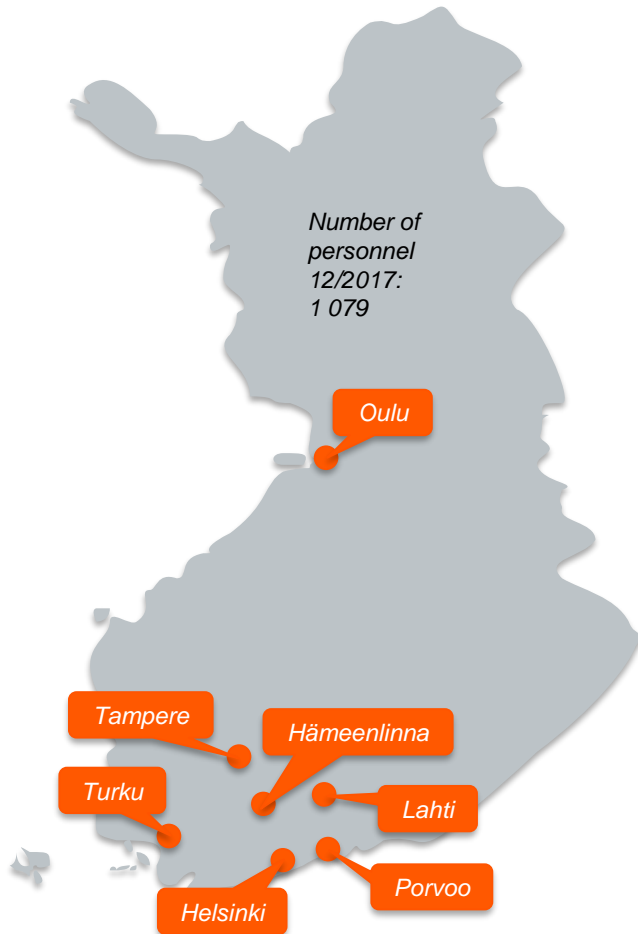 Number of
personnel
12/2017:
1 079
Oulu
Tampere
Hämeenlinna
Turku
Lahti
Porvoo
Helsinki